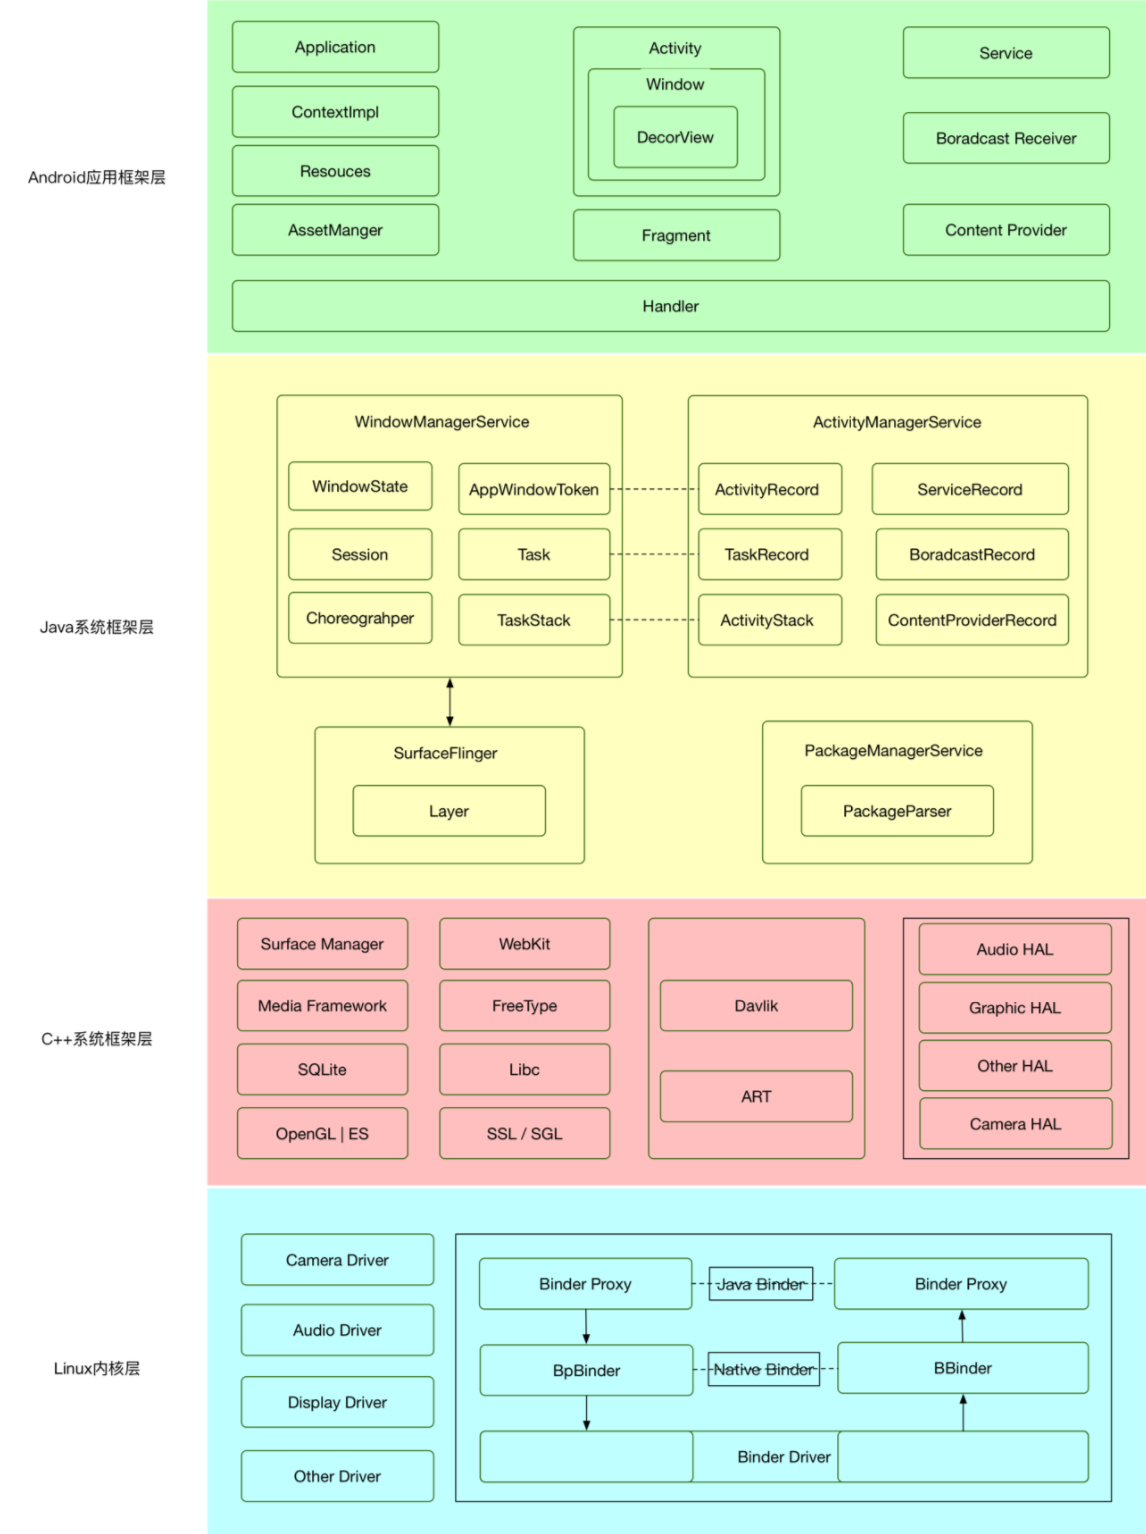 Android应用框架层
Application
ContextImpl
Resouces
AssetManger
Activity
Window
DecorView
Fragment
Service
Boradcast Receiver
Content Provider
Handler
Java系统框架层
WindowManagerService
WindowState
AppWindowToken
Session
Task
Choreograhper
TaskStack
ActivityManagerService
ActivityRecord
ServiceRecord
TaskRecord
BoradcastRecord
ActivityStack
ContentProviderRecord
SurfaceFlinger
Layer
PackageManagerService
PackageParser
C++系统框架层
Surface Manager
WebKit
Media Framework
FreeType
SQLite
Libc
OpenGL | ES
SSL / SGL
Davlik
ART
Audio HAL
Graphic HAL
Other HAL
Camera HAL
Linux内核层
Camera Driver
Audio Driver
Display Driver
Other Driver
Binder Proxy
Java Binder
Binder Proxy
BpBinder
Native Binder
BBinder
Binder Driver